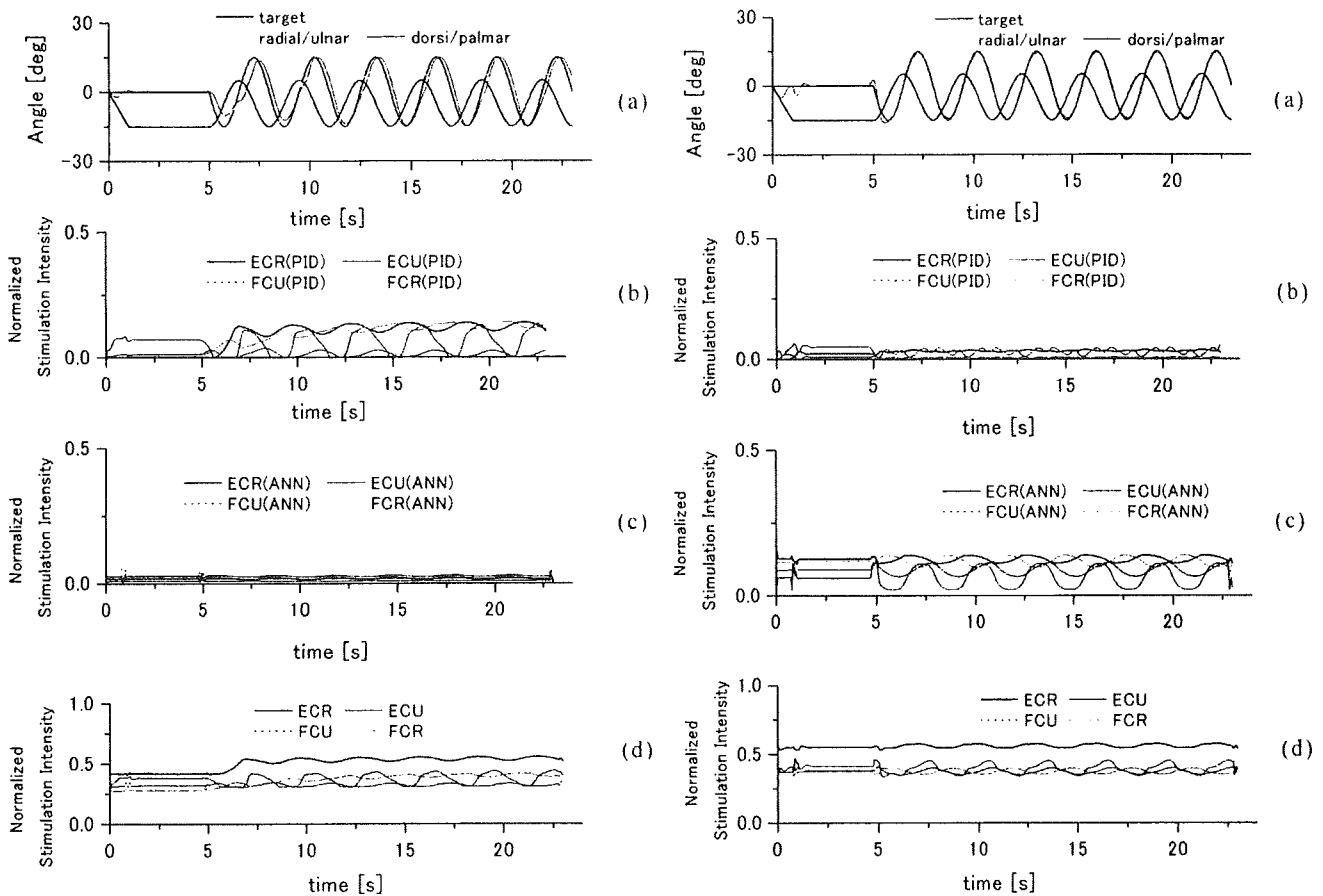 target
radial/ulnar dorsi/palmar
Angle [deg]
30
0
-30
0 5 10 15 20
time [s]
(a)
Normalized
Stimulation Intensity
0.5
0.0
ECR(PID) ECU(PID)
FCU(PID) FCR(PID)
0 5 10 15 20
time [s]
(b)
Normalized
Stimulation Intensity
0.5
0.0
ECR(ANN) ECU(ANN)
FCU(ANN) FCR(ANN)
0 5 10 15 20
time [s]
(c)
Normalized
Stimulation Intensity
1.0
0.5
0.0
ECR ECU
FCU FCR
0 5 10 15 20
time [s]
(d)
target
radial/ulnar dorsi/palmar
Angle [deg]
30
0
-30
0 5 10 15 20
time [s]
(a)
Normalized
Stimulation Intensity
0.5
0.0
ECR(PID) ECU(PID)
FCU(PID) FCR(PID)
0 5 10 15 20
time [s]
(b)
Normalized
Stimulation Intensity
0.5
0.0
ECR(ANN) ECU(ANN)
FCU(ANN) FCR(ANN)
0 5 10 15 20
time [s]
(c)
Normalized
Stimulation Intensity
1.0
0.5
0.0
ECR ECU
FCU FCR
0 5 10 15 20
time [s]
(d)